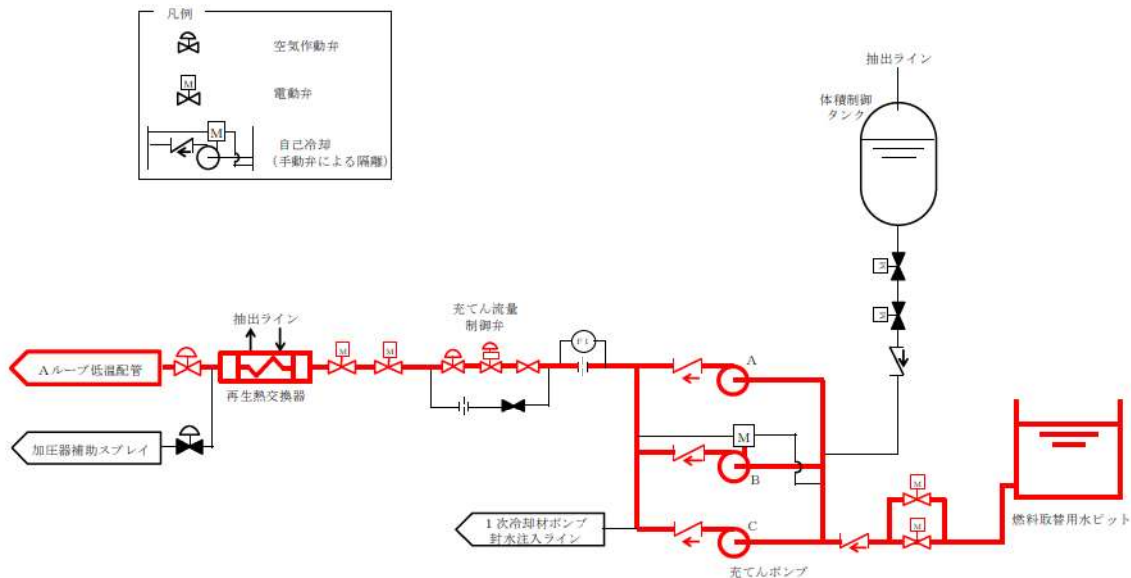 凡例
空気作動弁
M
電動弁
M
自己冷却
(手動弁による隔離)
抽出ライン
体積制御
タンク
M
M
抽出ライン
充てん流量
制御弁
FI
M
M
Aループ低温配管
再生熱交換器
加圧器補助スプレイ
A
M
B
C
1次冷却材ポンプ
封水注入ライン
充てんポンプ
M
M
燃料取替用水ピット